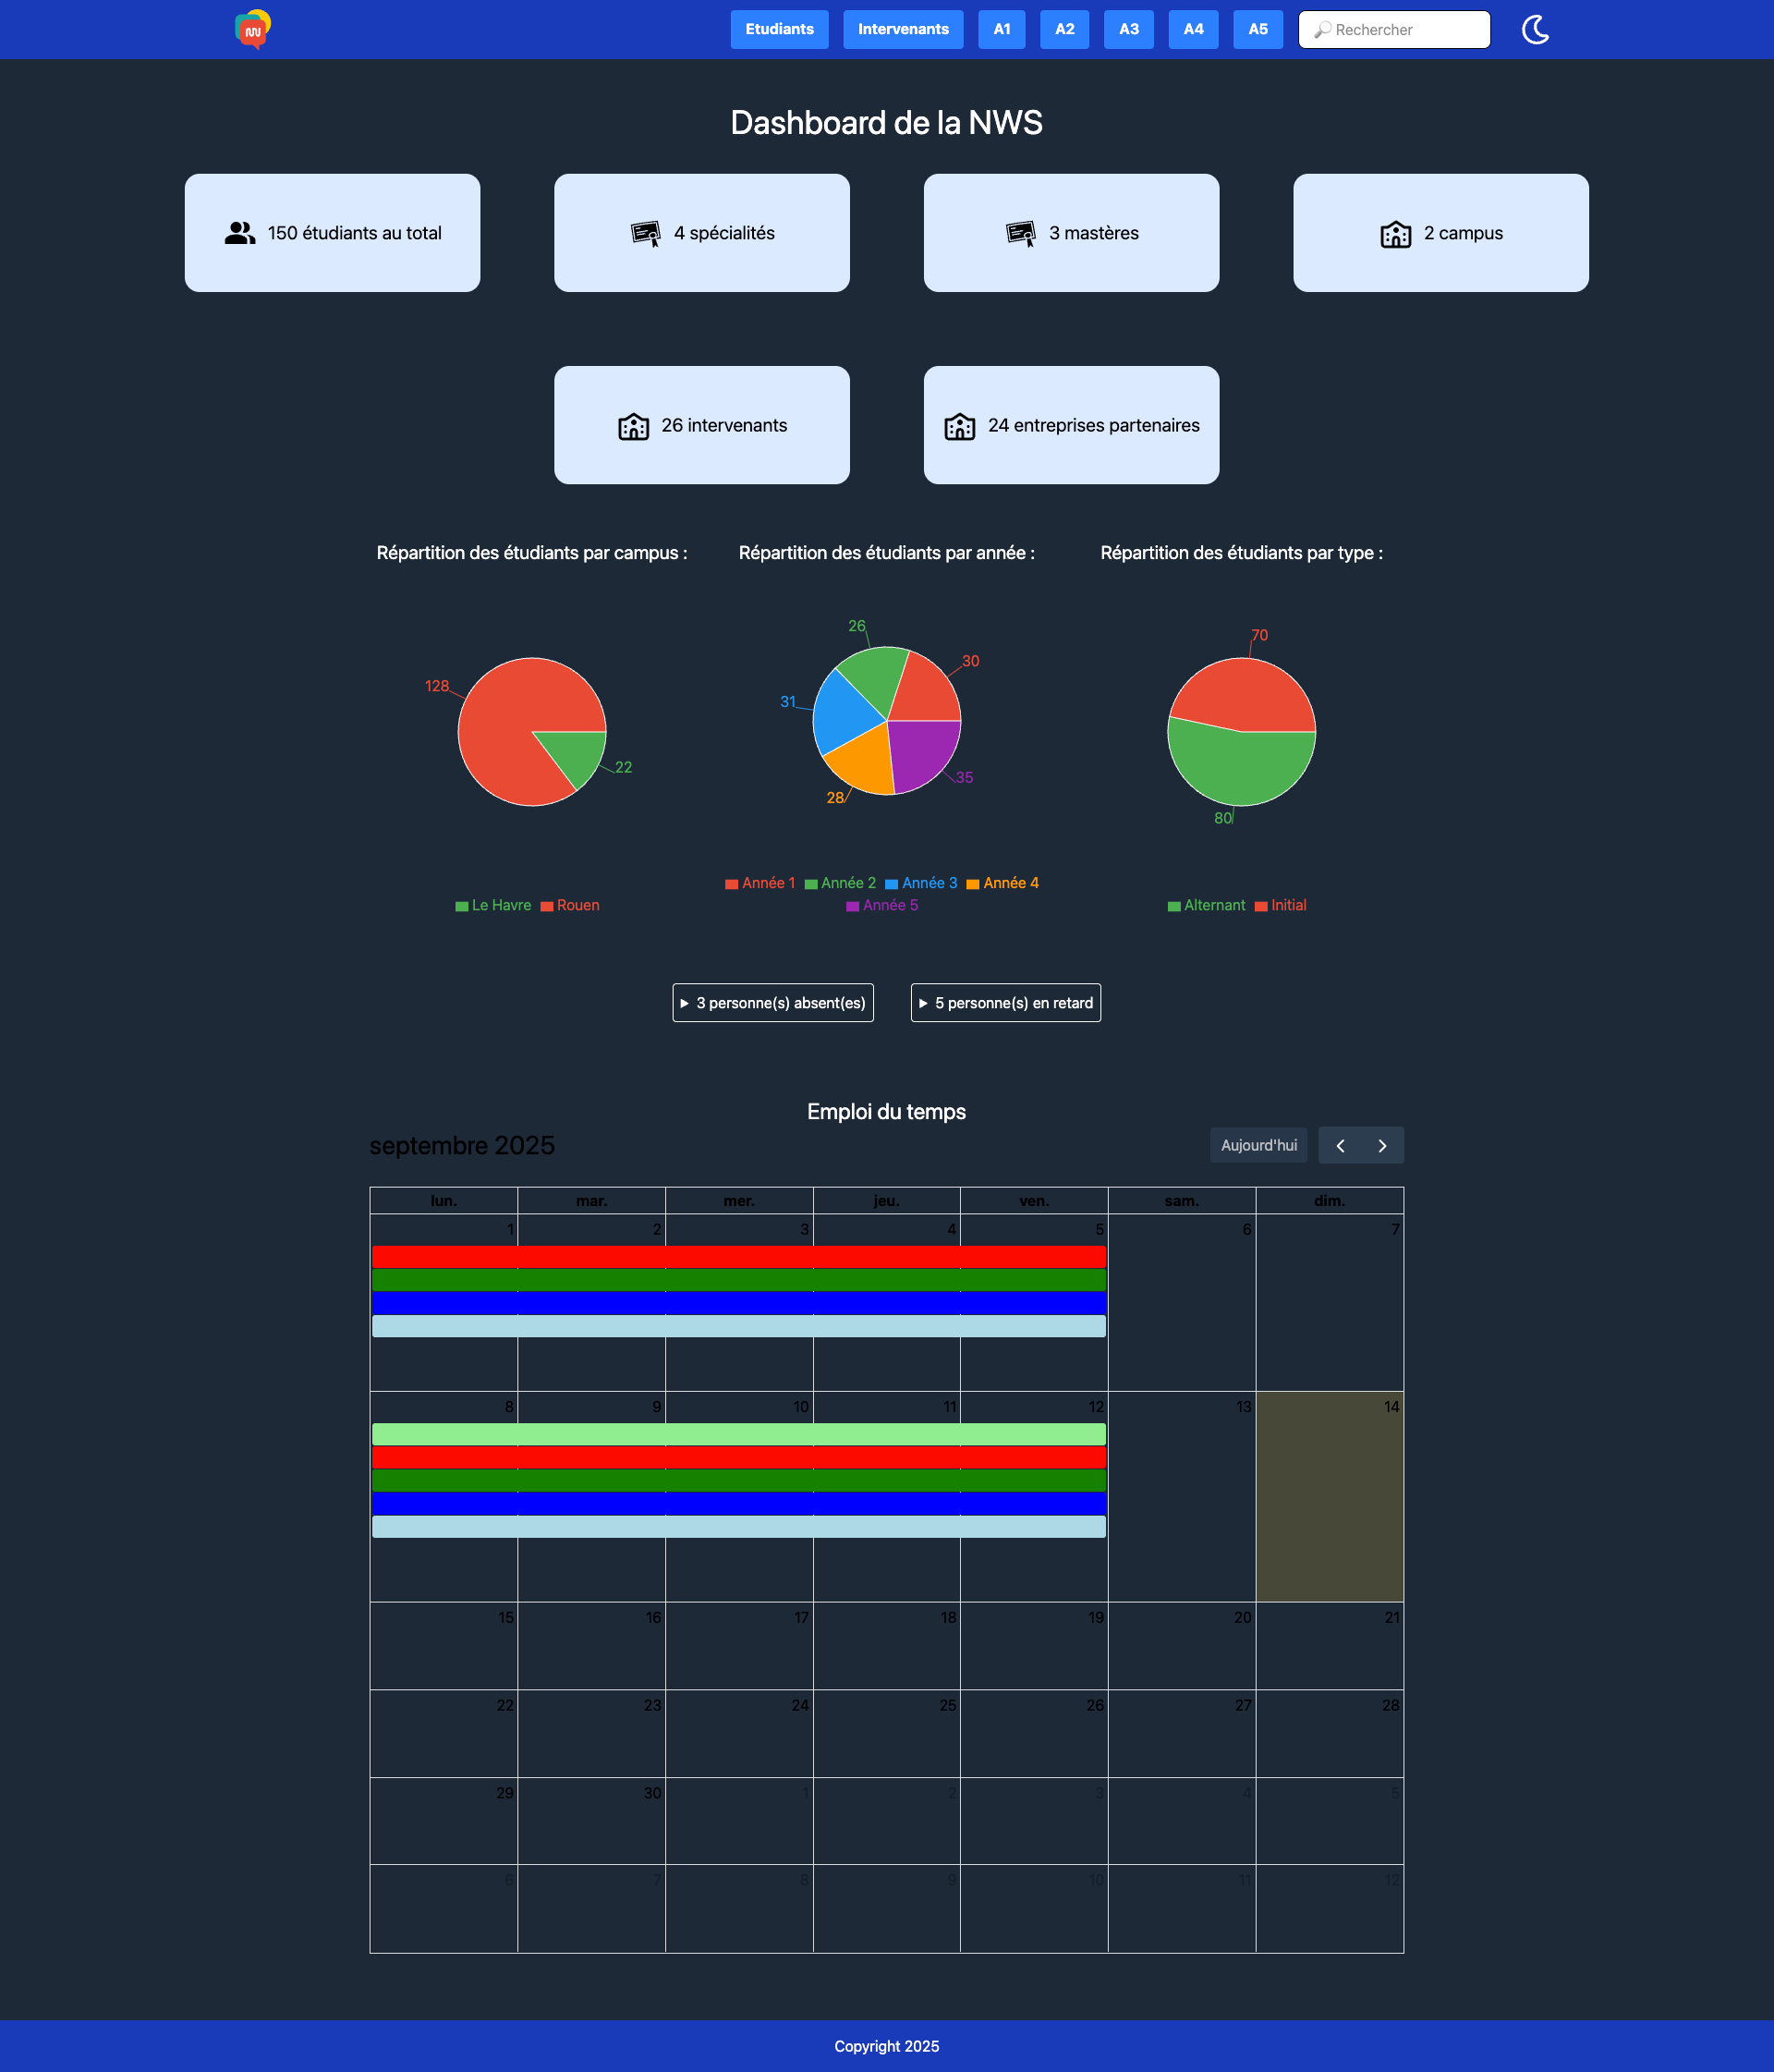 Etudiants Intervenants A1 A2 A3 A4 A5 🔎 Rechercher
Dashboard de la NWS
150 étudiants au total
4 spécialités
3 mastères
2 campus
26 intervenants
24 entreprises partenaires
Répartition des étudiants par campus :
128
22
Le Havre Rouen
Répartition des étudiants par année :
26
30
31
28
35
Année 1 Année 2 Année 3 Année 4
Année 5
Répartition des étudiants par type :
70
80
Alternant Initial
3 personne(s) absent(es)
5 personne(s) en retard
Emploi du temps
septembre 2025
Aujourd'hui
lun. mar. mer. jeu. ven. sam. dim.
1 2 3 4 5 6 7
8 9 10 11 12 13 14
15 16 17 18 19 20 21
22 23 24 25 26 27 28
29 30 1 2 3 4 5
6 7 8 9 10 11 12
Copyright 2025